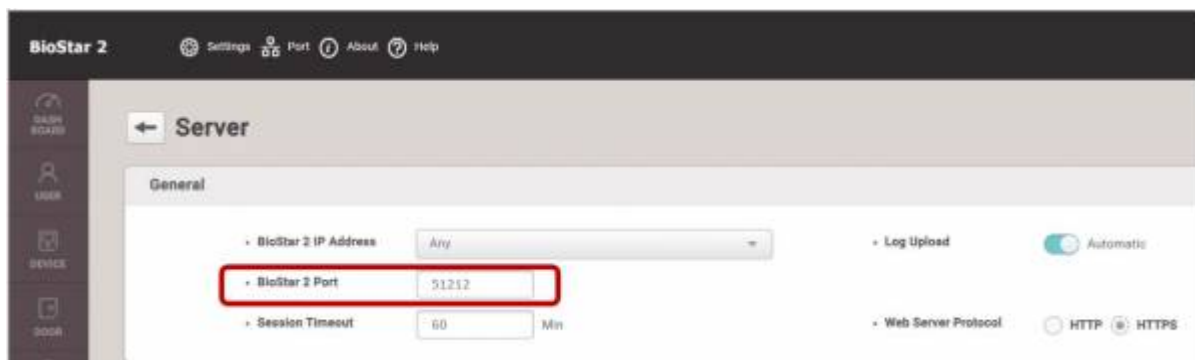 BioStar 2 Settings Port About Help
DASH
BOARD
Server
USER
General
BioStar 2 IP Address Any Log Upload Automatic
DEVICE
BioStar 2 Port 51212
DOOR
Session Timeout 60 Min Web Server Protocol HTTP HTTPS